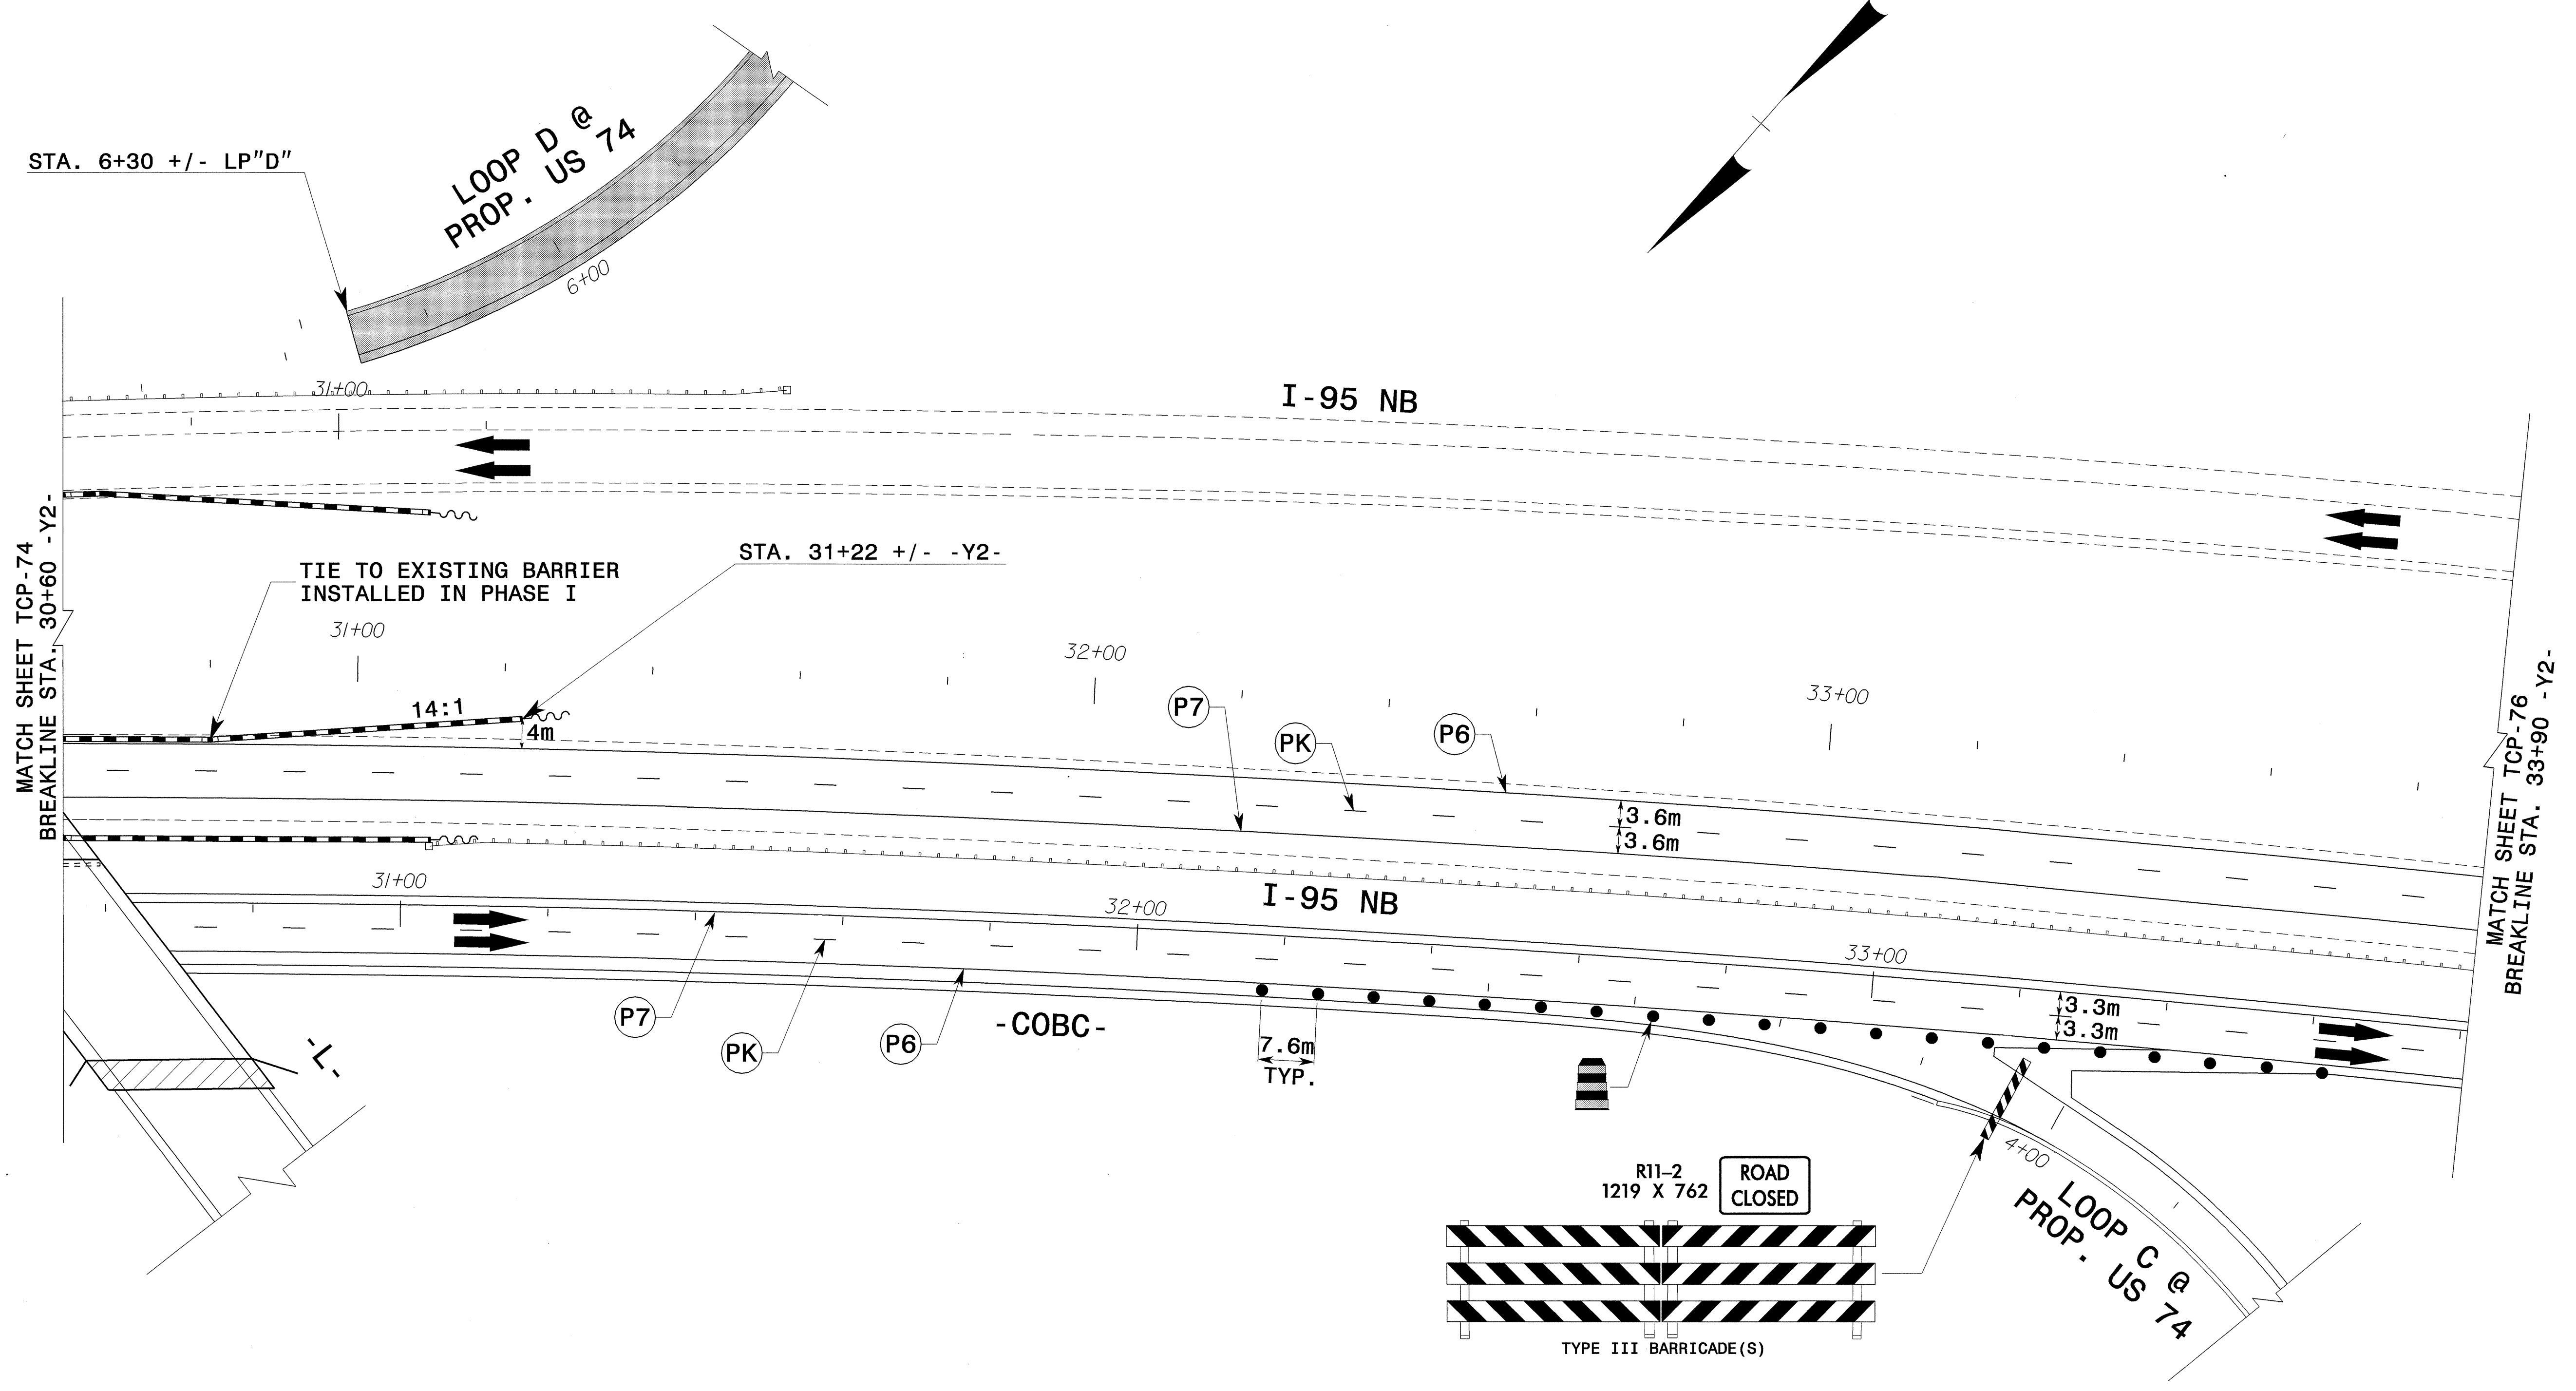 STA. 6+30 +/- LP"D"
LOOP D @
PROP. US 74
6+00
31+00
I-95 NB
MATCH SHEET TCP-74
BREAKLINE STA. 30+60 -Y2-
TIE TO EXISTING BARRIER
INSTALLED IN PHASE I
STA. 31+22 +/- -Y2-
31+00
32+00
33+00
14:1
4m
P7
PK
P6
3.6m
3.6m
MATCH SHEET TCP-76
BREAKLINE STA. 33+90 -Y2-
31+00
32+00
I-95 NB
33+00
3.3m
3.3m
P7
PK
P6
-COBC-
7.6m
TYP.
-L-
4+00
LOOP C @
PROP. US 74
R11-2
1219 X 762
ROAD
CLOSED
TYPE III BARRICADE(S)